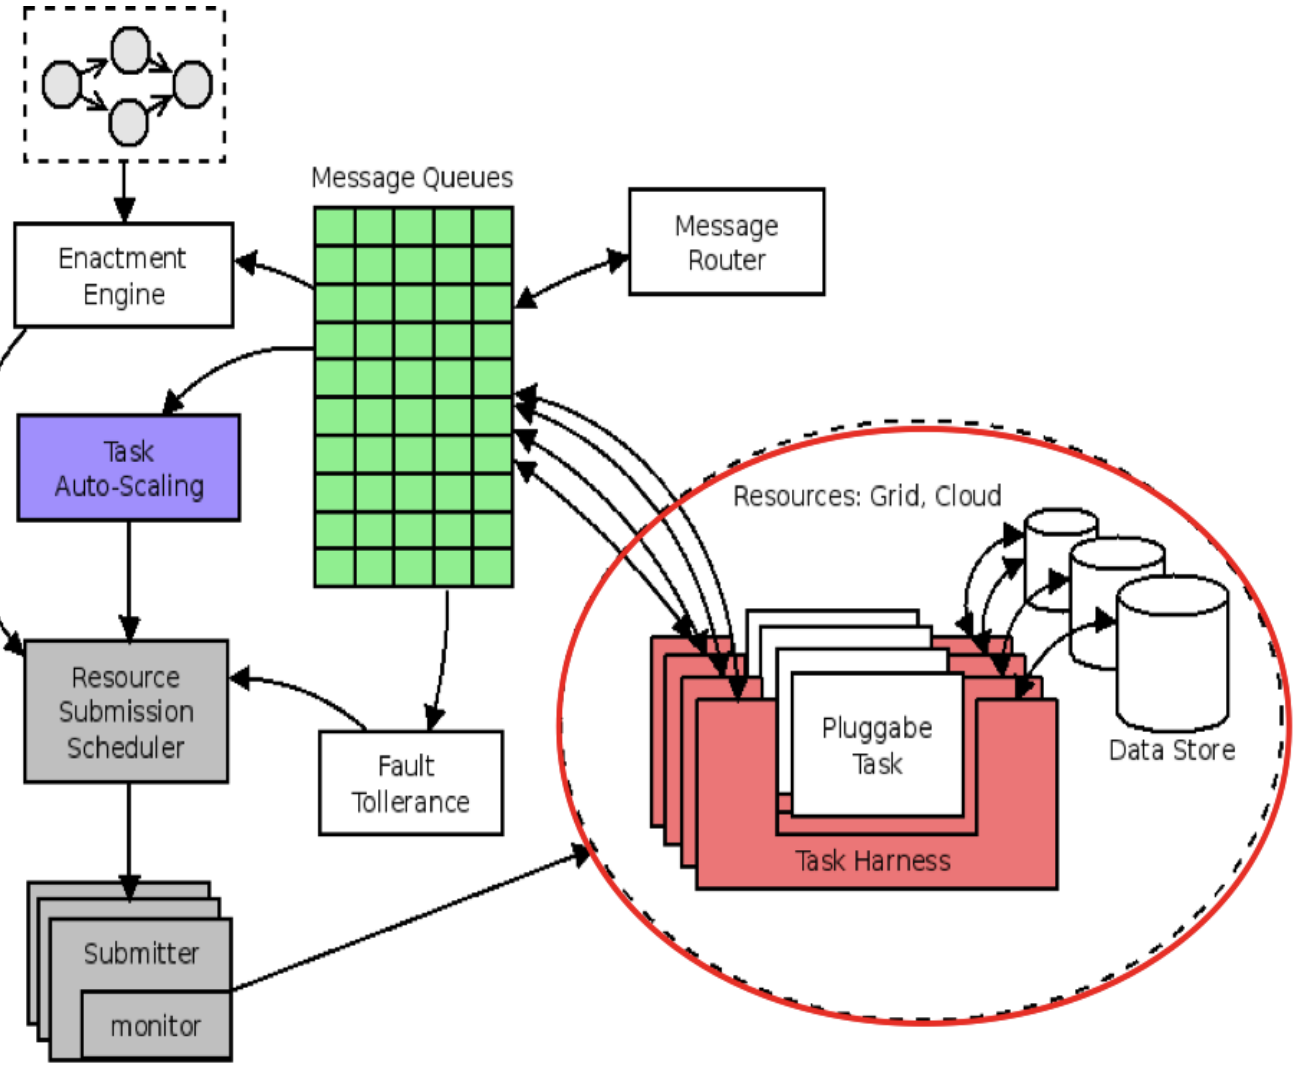 Message Queues
Message
Router
Enactment
Engine
Task
Auto-Scaling
Resources: Grid, Cloud
Resource
Submission
Scheduler
Fault
Tollerance
Pluggabe
Task
Data Store
Task Harness
Submitter
monitor